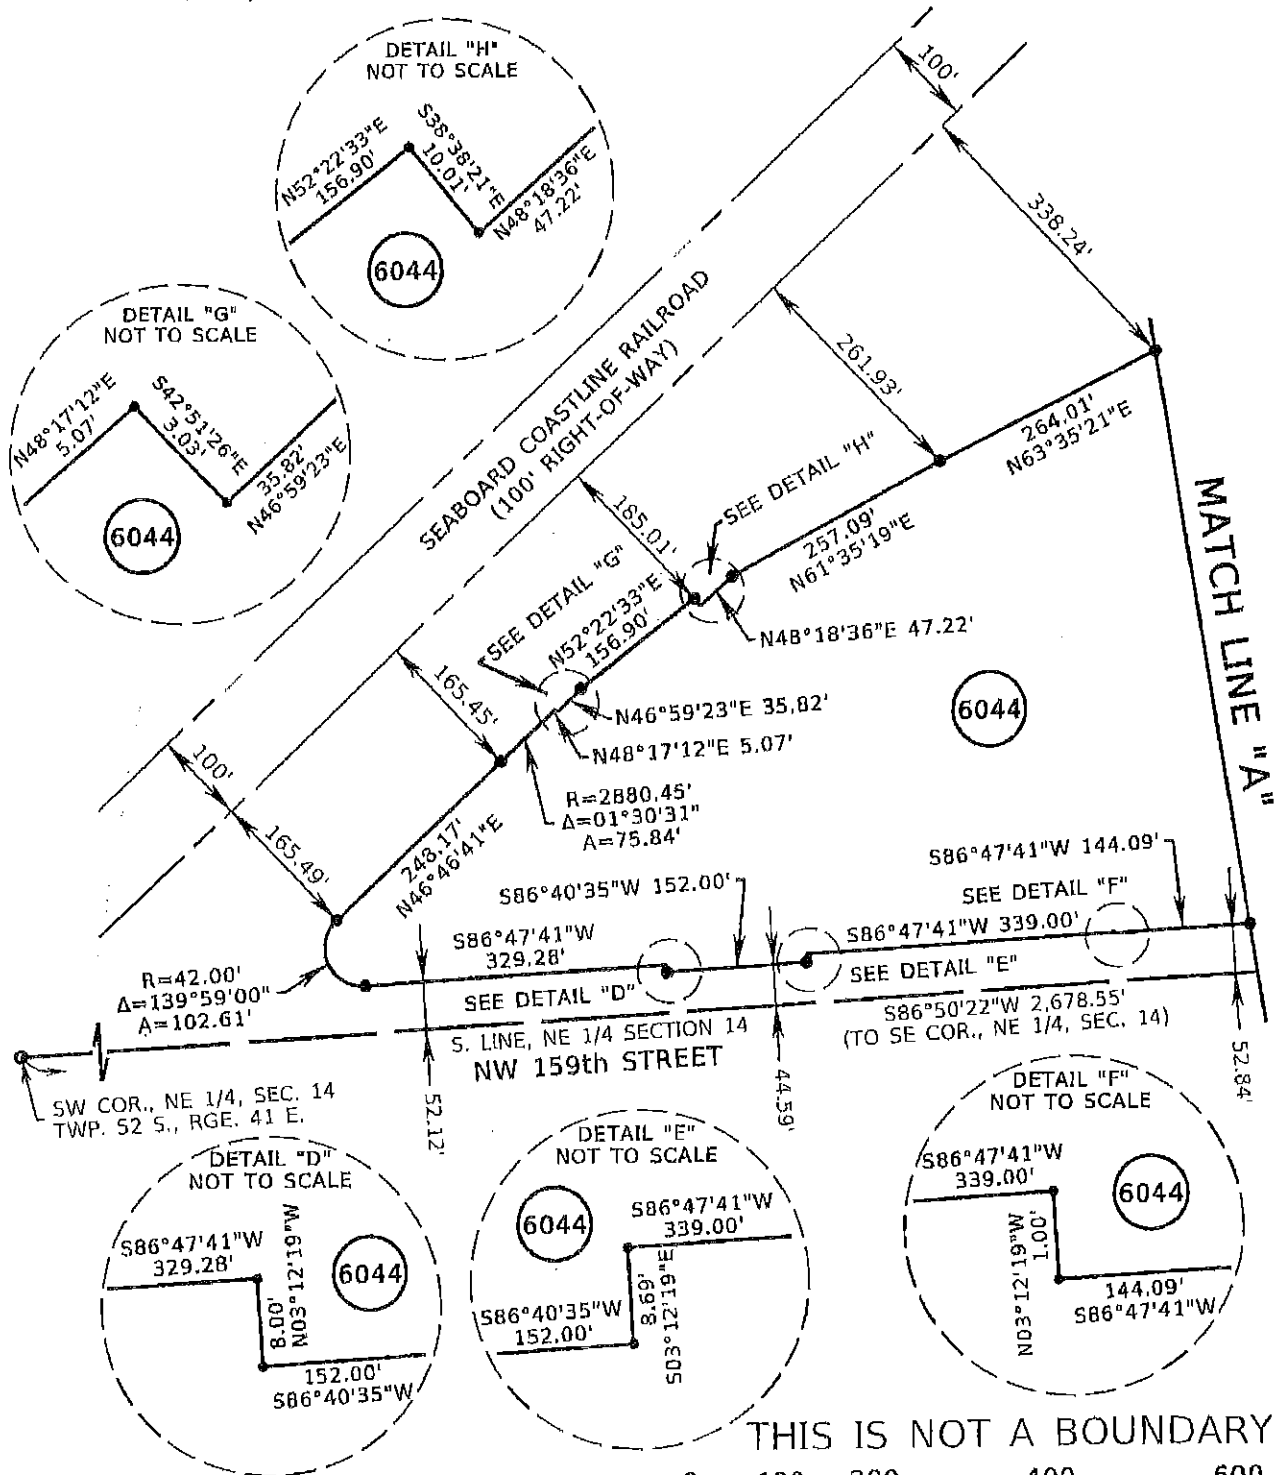 DETAIL "H"
NOT TO SCALE
N52°22'33"E
156.90'
S38°38'21"E
10.01'
N48°18'36"E
47.22'
6044
100'
338.24'
DETAIL "G"
NOT TO SCALE
N48°17'12"E
5.07'
S42°51'26"E
3.03'
35.82'
N46°59'23"E
6044
SEABOARD COASTLINE RAILROAD
(100' RIGHT-OF-WAY)
261.93'
264.01'
N63°35'21"E
SEE DETAIL "H"
185.01'
257.09'
N61°35'19"E
MATCH LINE "A"
SEE DETAIL "G"
N52°22'33"E
156.90'
N48°18'36"E 47.22'
165.45'
N46°59'23"E 35.82'
N48°17'12"E 5.07'
6044
100'
R=2880.45'
Δ=01°30'31"
A=75.84'
165.49'
248.17'
N46°46'41"E
S86°47'41"W 144.09'
S86°40'35"W 152.00'
SEE DETAIL "F"
S86°47'41"W
329.28'
S86°47'41"W 339.00'
R=42.00'
Δ=139°59'00"
A=102.61'
SEE DETAIL "D"
SEE DETAIL "E"
S86°50'22"W 2,678.55'
(TO SE COR., NE 1/4, SEC. 14)
S. LINE, NE 1/4 SECTION 14
NW 159th STREET
52.12'
44.59'
52.84'
SW COR., NE 1/4, SEC. 14
TWP. 52 S., RGE. 41 E.
DETAIL "D"
NOT TO SCALE
S86°47'41"W
329.28'
8.00'
N03°12'19"W
6044
152.00'
S86°40'35"W
DETAIL "E"
NOT TO SCALE
6044
S86°47'41"W
339.00'
S86°40'35"W
152.00'
8.69'
S03°12'19"E
DETAIL "F"
NOT TO SCALE
S86°47'41"W
339.00'
6044
N03°12'19"W
1.00'
144.09'
S86°47'41"W
THIS IS NOT A BOUNDARY